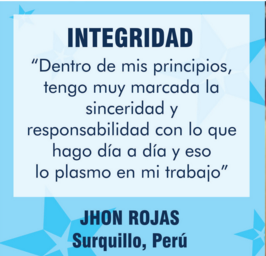 INTEGRIDAD
“Dentro de mis principios,
tengo muy marcada la
sinceridad y
responsabilidad con lo que
hago día a día y eso
lo plasmo en mi trabajo”
JHON ROJAS
Surquillo, Perú